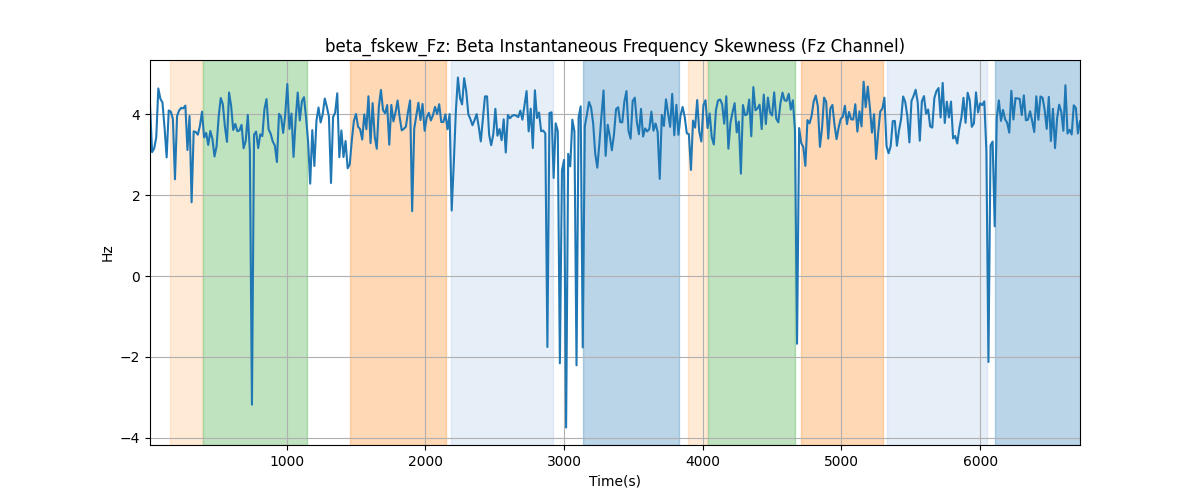 beta_fskew_Fz: Beta Instantaneous Frequency Skewness (Fz Channel)
4
2
0
−2
−4
Hz
1000 2000 3000 4000 5000 6000
Time(s)